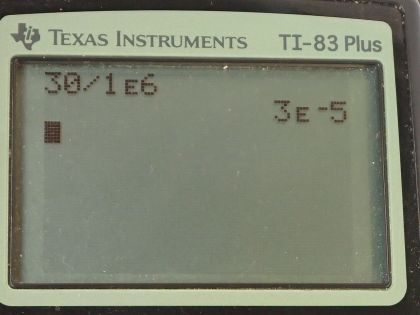 TEXAS INSTRUMENTS TI-83 Plus
30/1ᴇ6
3ᴇ-5